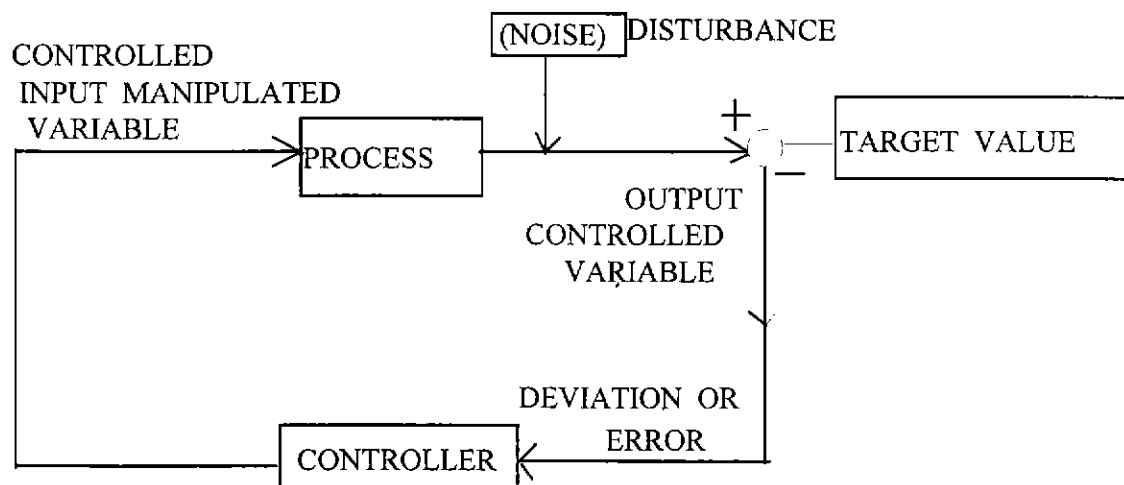 (NOISE) DISTURBANCE
CONTROLLED
INPUT MANIPULATED
VARIABLE
PROCESS
+
TARGET VALUE
−
OUTPUT
CONTROLLED
VARIABLE
DEVIATION OR
ERROR
CONTROLLER